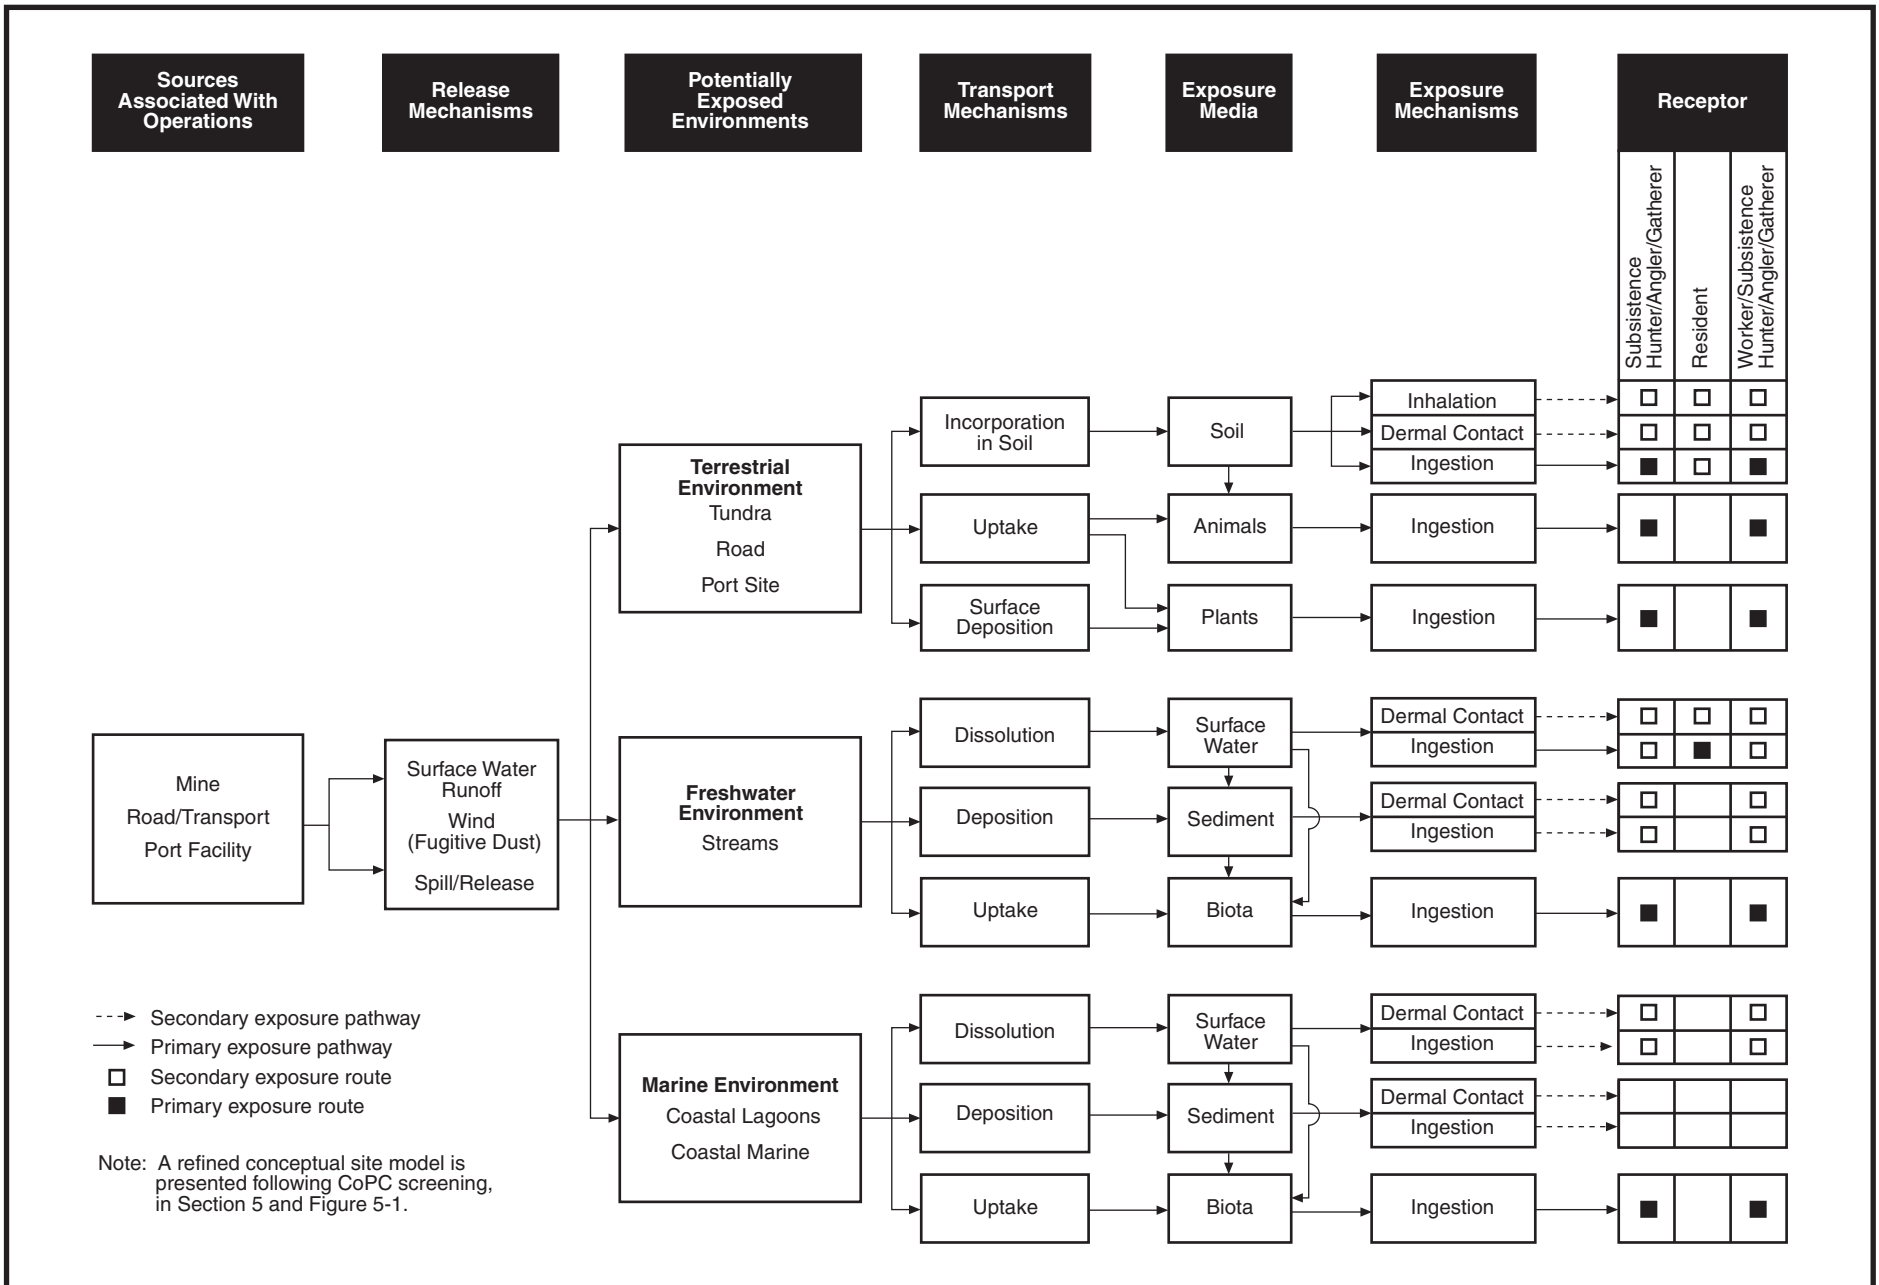 Sources
Associated With
Operations
Release
Mechanisms
Potentially
Exposed
Environments
Transport
Mechanisms
Exposure
Media
Exposure
Mechanisms
Receptor
Subsistence
Hunter/Angler/Gatherer
Resident
Worker/Subsistence
Hunter/Angler/Gatherer
Mine
Road/Transport
Port Facility
Surface Water
Runoff
Wind
(Fugitive Dust)
Spill/Release
Terrestrial
Environment
Tundra
Road
Port Site
Incorporation
in Soil
Soil
Inhalation
Dermal Contact
Ingestion
Uptake
Animals
Ingestion
Surface
Deposition
Plants
Ingestion
Freshwater
Environment
Streams
Dissolution
Surface
Water
Dermal Contact
Ingestion
Deposition
Sediment
Dermal Contact
Ingestion
Uptake
Biota
Ingestion
Marine Environment
Coastal Lagoons
Coastal Marine
Dissolution
Surface
Water
Dermal Contact
Ingestion
Deposition
Sediment
Dermal Contact
Ingestion
Uptake
Biota
Ingestion
Secondary exposure pathway
Primary exposure pathway
Secondary exposure route
Primary exposure route
Note: A refined conceptual site model is
presented following CoPC screening,
in Section 5 and Figure 5-1.